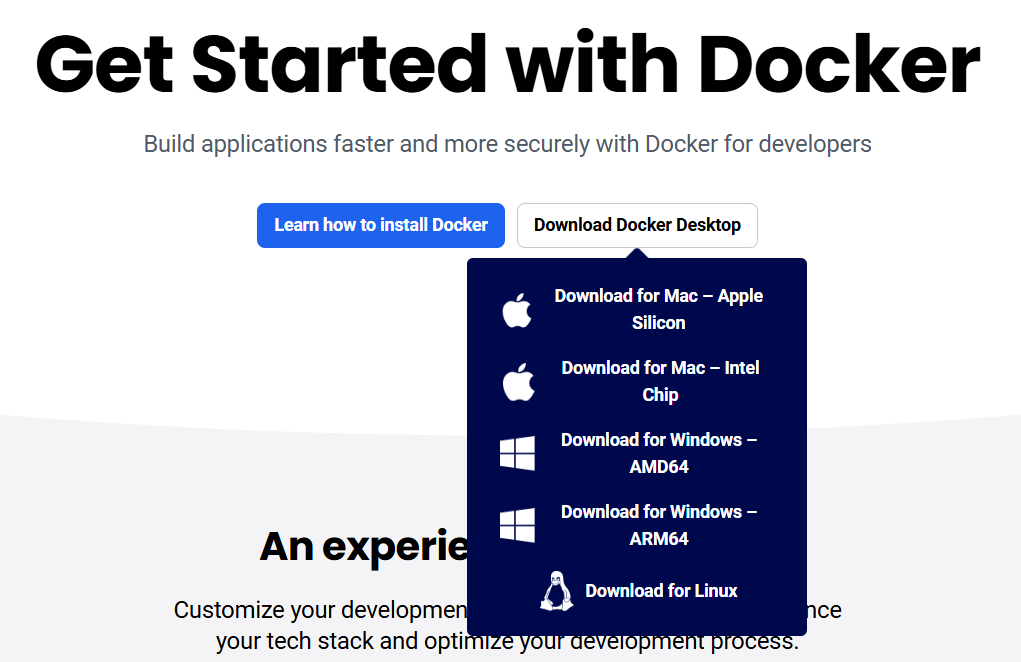 Get Started with Docker
Build applications faster and more securely with Docker for developers
Learn how to install Docker
Download Docker Desktop
Download for Mac – Apple
Silicon
Download for Mac – Intel
Chip
Download for Windows –
AMD64
Download for Windows –
ARM64
Download for Linux
An
Customize your
your tech stack and optimize your development process.